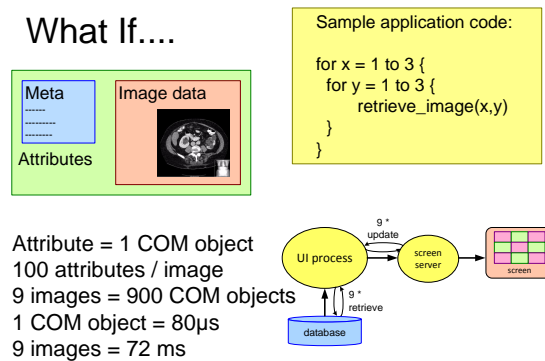 What If....
Meta
------
---------
--------
Image data
Attributes
Sample application code:
for x = 1 to 3 {
for y = 1 to 3 {
retrieve_image(x,y)
}
}
Attribute = 1 COM object
100 attributes / image
9 images = 900 COM objects
1 COM object = 80µs
9 images = 72 ms
9 *
update
UI process
screen
server
screen
9 *
retrieve
database